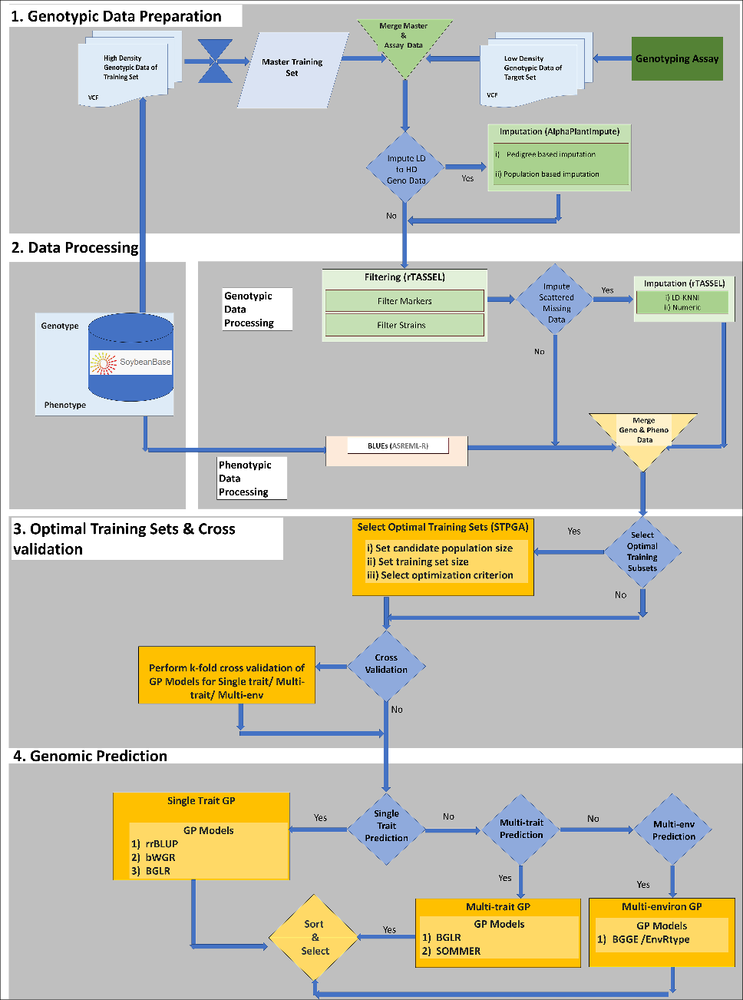 1. Genotypic Data Preparation
High Density
Genotypic Data of
Training Set
VCF
Master Training
Set
Merge Master
&
Assay Data
Low Density
Genotypic Data of
Target Set
VCF
Genotyping Assay
Impute LD
to HD
Geno Data
Yes
No
Imputation (AlphaPlantImpute)
i) Pedigree based imputation
ii) Population based imputation
2. Data Processing
Genotype
SoybeanBase
Phenotype
Genotypic
Data
Processing
Filtering (rTASSEL)
Filter Markers
Filter Strains
Impute
Scattered
Missing
Data
Yes
No
Imputation (rTASSEL)
i) LD-KNNI
ii) Numeric
Merge
Geno & Pheno
Data
BLUEs (ASREML-R)
Phenotypic
Data
Processing
3. Optimal Training Sets & Cross
validation
Select Optimal Training Sets (STPGA)
i) Set candidate population size
ii) Set training set size
iii) Select optimization criterion
Yes
Select
Optimal
Training
Subsets
No
Cross
Validation
No
Perform k-fold cross validation of
GP Models for Single trait/ Multi-
trait/ Multi-env
4. Genomic Prediction
Single Trait GP
GP Models
1) rrBLUP
2) bWGR
3) BGLR
Yes
Single
Trait
Prediction
No
Multi-trait
Prediction
No
Multi-env
Prediction
Yes
Yes
Sort
&
Select
Yes
Multi-trait GP
GP Models
1) BGLR
2) SOMMER
Multi-environ GP
GP Models
1) BGGE /EnvRtype